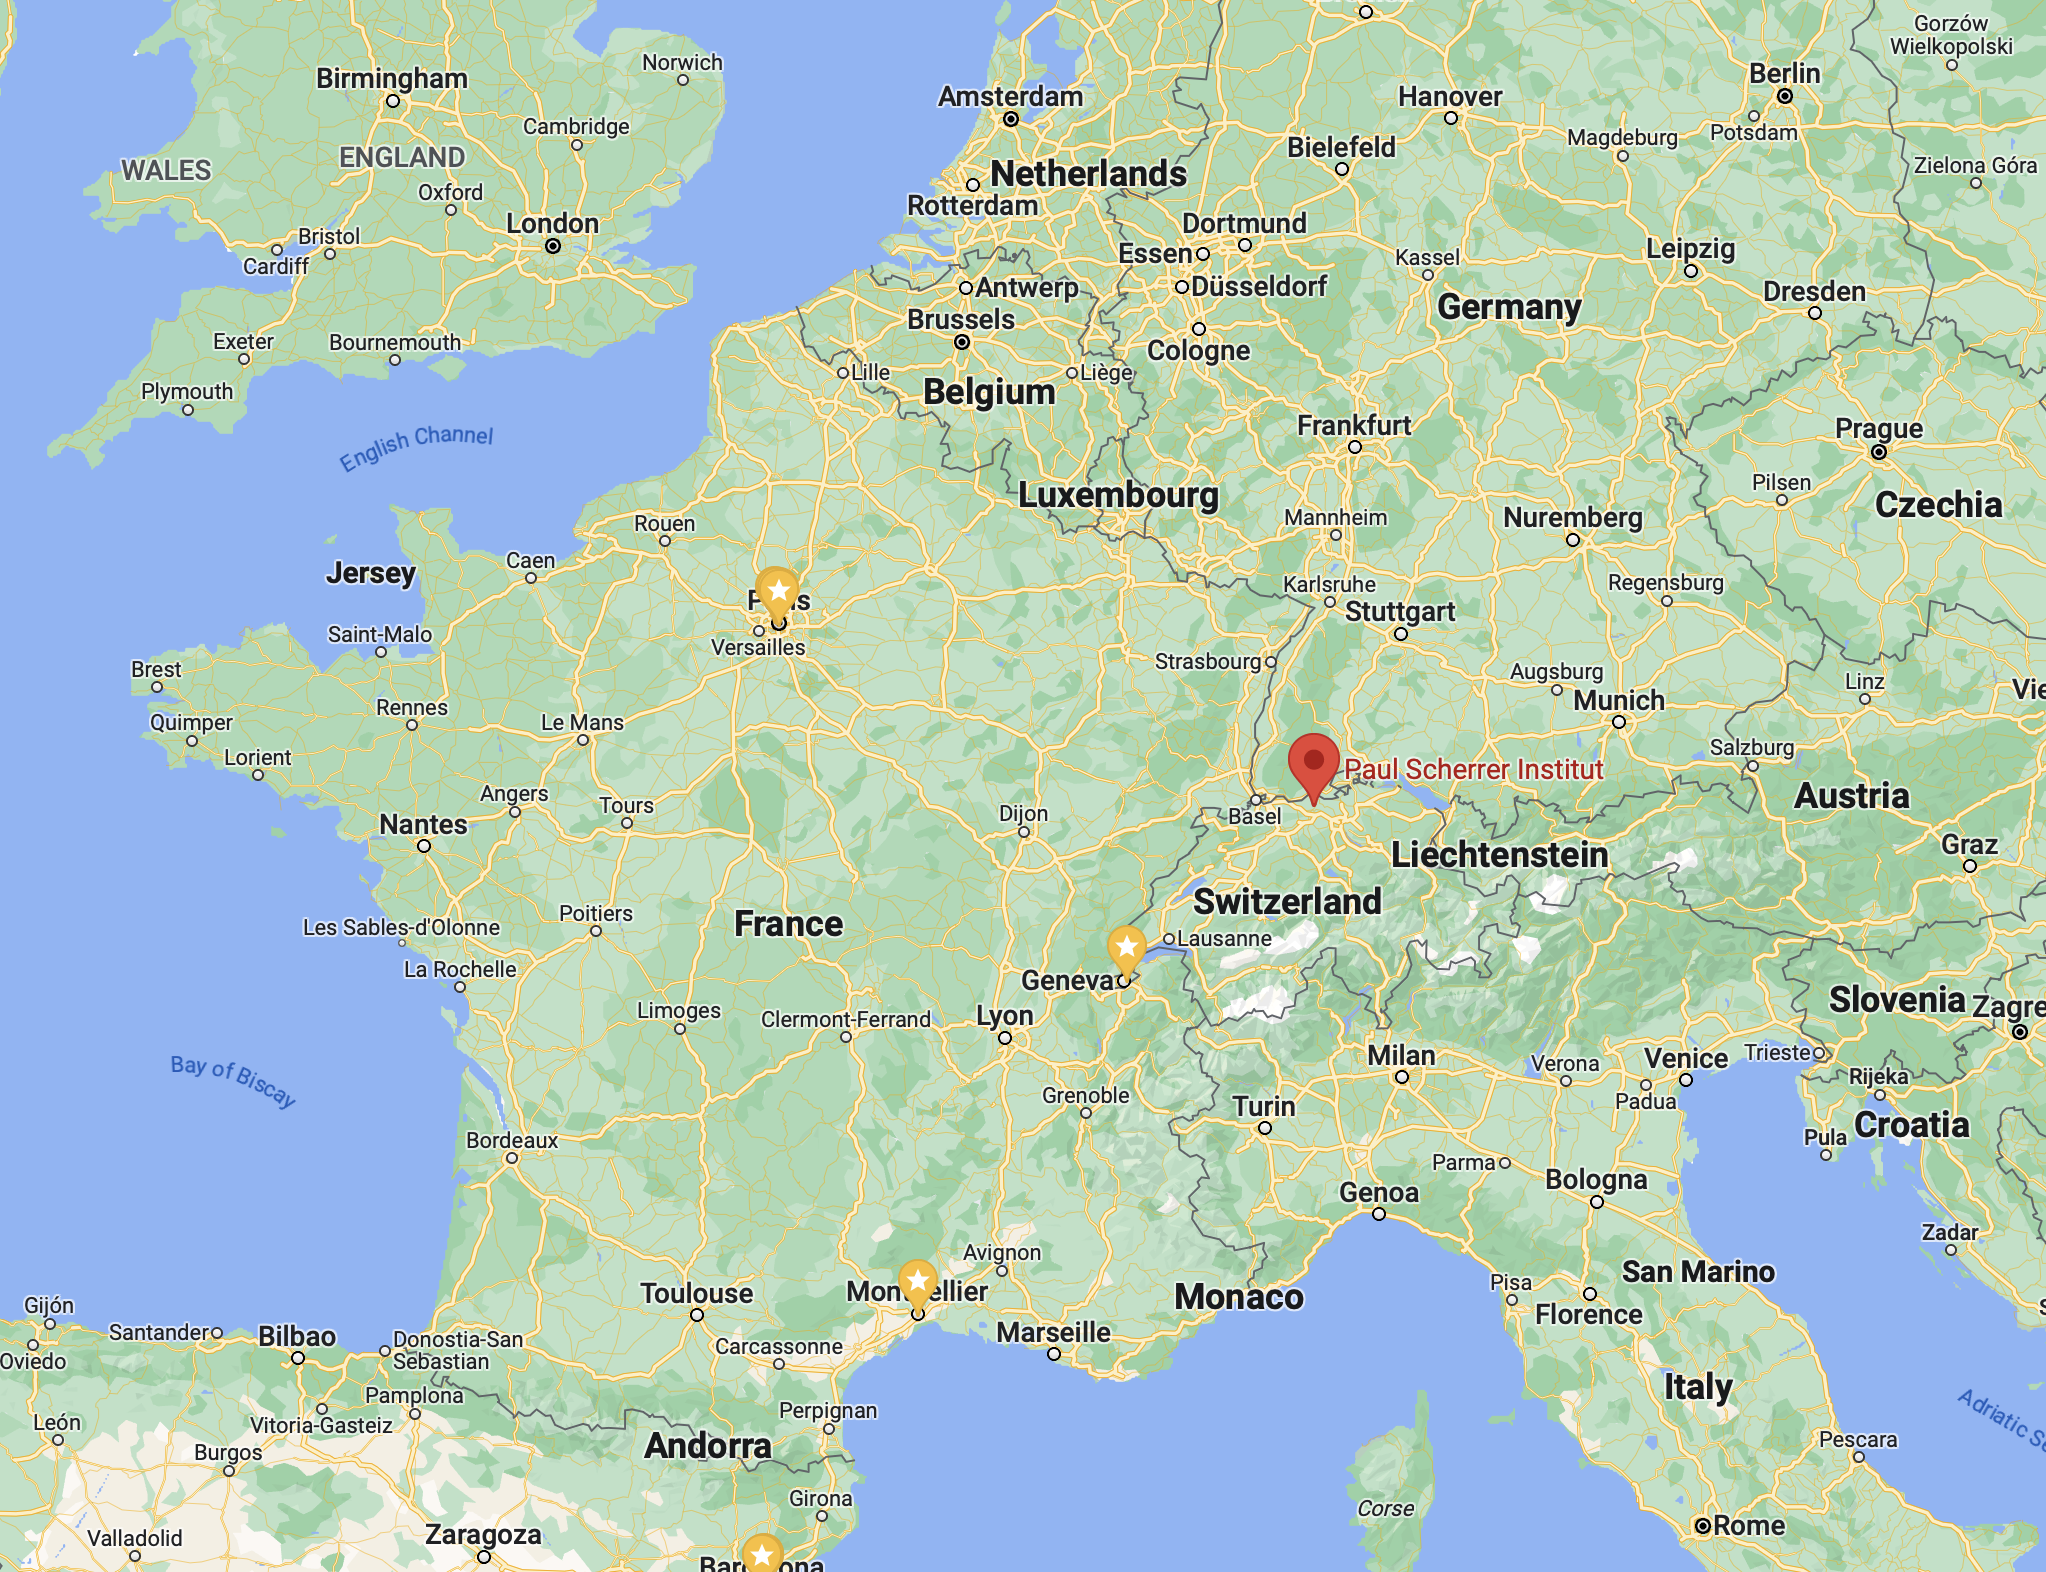 Gorzów
Wielkopolski
Norwich
Birmingham
Berlin
Amsterdam
Hanover
Cambridge
Potsdam
Magdeburg
Bielefeld
ENGLAND
WALES
Netherlands
Zielona Góra
Oxford
Rotterdam
London
Dortmund
Bristol
Essen
Leipzig
Kassel
Cardiff
Antwerp
Düsseldorf
Dresden
Germany
Brussels
Exeter
Bournemouth
Cologne
Lille
Liège
Plymouth
Belgium
Frankfurt
Prague
English Channel
Pilsen
Luxembourg
Czechia
Mannheim
Nuremberg
Rouen
Caen
Jersey
Karlsruhe
Regensburg
Stuttgart
Saint-Malo
Versailles
Strasbourg
Brest
Augsburg
Linz
Vie
Munich
Rennes
Quimper
Le Mans
Salzburg
Lorient
Paul Scherrer Institut
Angers
Austria
Tours
Dijon
Basel
Nantes
Graz
Liechtenstein
Switzerland
Poitiers
France
Les Sables-d'Olonne
Lausanne
La Rochelle
Geneva
Slovenia
Zagre
Limoges
Clermont-Ferrand
Lyon
Trieste
Milan
Venice
Verona
Bay of Biscay
Rijeka
Grenoble
Padua
Turin
Croatia
Pula
Bordeaux
Parma
Bologna
Genoa
Zadar
Avignon
San Marino
Pisa
Toulouse
Monaco
Gijón
Florence
Santander
Bilbao
Marseille
Donostia-San
Sebastian
Carcassonne
Oviedo
Italy
Pamplona
Adriatic Se
Perpignan
León
Vitoria-Gasteiz
Pescara
Andorra
Burgos
Girona
Corse
Rome
Valladolid
Zaragoza